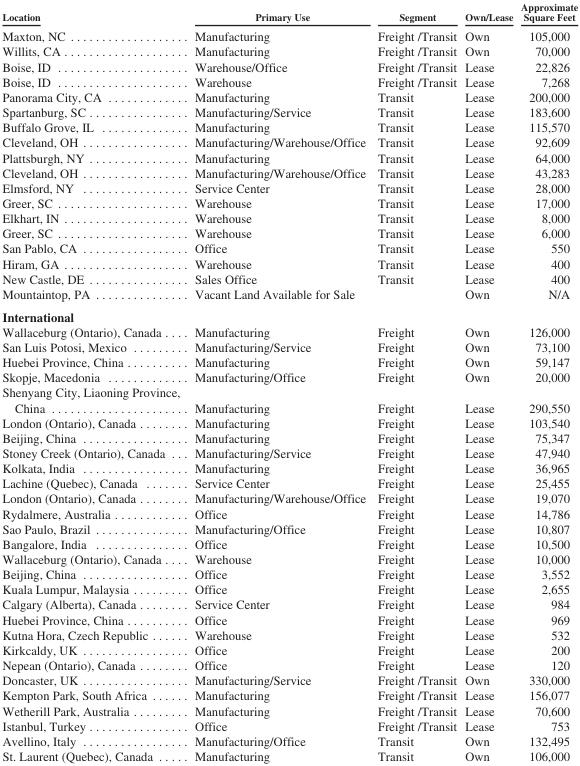 Location Primary Use Segment Own/Lease Approximate Square Feet
Maxton, NC . . . . . . . . . . . . . . . . . . . Manufacturing Freight /Transit Own 105,000
Willits, CA . . . . . . . . . . . . . . . . . . . . Manufacturing Freight /Transit Own 70,000
Boise, ID . . . . . . . . . . . . . . . . . . . . Warehouse/Office Freight /Transit Lease 22,826
Boise, ID . . . . . . . . . . . . . . . . . . . . Warehouse Freight /Transit Lease 7,268
Panorama City, CA . . . . . . . . . . . . Manufacturing Transit Lease 200,000
Spartanburg, SC . . . . . . . . . . . . . . . Manufacturing/Service Transit Lease 183,600
Buffalo Grove, IL . . . . . . . . . . . . . Manufacturing Transit Lease 115,570
Cleveland, OH . . . . . . . . . . . . . . . . Manufacturing/Warehouse/Office Transit Lease 92,609
Plattsburgh, NY . . . . . . . . . . . . . . . Manufacturing Transit Lease 64,000
Cleveland, OH . . . . . . . . . . . . . . . . Manufacturing/Warehouse/Office Transit Lease 43,283
Elmsford, NY . . . . . . . . . . . . . . . . Service Center Transit Lease 28,000
Greer, SC . . . . . . . . . . . . . . . . . . . . Warehouse Transit Lease 17,000
Elkhart, IN . . . . . . . . . . . . . . . . . . . Warehouse Transit Lease 8,000
Greer, SC . . . . . . . . . . . . . . . . . . . . Warehouse Transit Lease 6,000
San Pablo, CA . . . . . . . . . . . . . . . . Office Transit Lease 550
Hiram, GA . . . . . . . . . . . . . . . . . . . Warehouse Transit Lease 400
New Castle, DE . . . . . . . . . . . . . . . Sales Office Transit Lease 400
Mountaintop, PA . . . . . . . . . . . . . . Vacant Land Available for Sale Own N/A
International
Wallaceburg (Ontario), Canada . . . . Manufacturing Freight Own 126,000
San Luis Potosi, Mexico . . . . . . . . . Manufacturing/Service Freight Own 73,100
Huebei Province, China . . . . . . . . . . Manufacturing Freight Own 59,147
Skopje, Macedonia . . . . . . . . . . . . . Manufacturing/Office Freight Own 20,000
Shenyang City, Liaoning Province,
China . . . . . . . . . . . . . . . . . . . . . . Manufacturing Freight Lease 290,550
London (Ontario), Canada . . . . . . . . Manufacturing Freight Lease 103,540
Beijing, China . . . . . . . . . . . . . . . . . Manufacturing Freight Lease 75,347
Stoney Creek (Ontario), Canada . . . Manufacturing/Service Freight Lease 47,940
Kolkata, India . . . . . . . . . . . . . . . . Manufacturing Freight Lease 36,965
Lachine (Quebec), Canada . . . . . . . Service Center Freight Lease 25,455
London (Ontario), Canada . . . . . . . . Manufacturing/Warehouse/Office Freight Lease 19,070
Rydalmere, Australia . . . . . . . . . . . . Office Freight Lease 14,786
Sao Paulo, Brazil . . . . . . . . . . . . . . . Manufacturing/Office Freight Lease 10,807
Bangalore, India . . . . . . . . . . . . . . Office Freight Lease 10,500
Wallaceburg (Ontario), Canada . . . . Warehouse Freight Lease 10,000
Beijing, China . . . . . . . . . . . . . . . . . Office Freight Lease 3,552
Kuala Lumpur, Malaysia . . . . . . . . . Office Freight Lease 2,655
Calgary (Alberta), Canada . . . . . . . . Service Center Freight Lease 984
Huebei Province, China . . . . . . . . . . Office Freight Lease 969
Kutna Hora, Czech Republic . . . . . . Warehouse Freight Lease 532
Kirkcaldy, UK . . . . . . . . . . . . . . . . Office Freight Lease 200
Nepean (Ontario), Canada . . . . . . . . Office Freight Lease 120
Doncaster, UK . . . . . . . . . . . . . . . . . Manufacturing/Service Freight /Transit Own 330,000
Kempton Park, South Africa . . . . . . Manufacturing Freight /Transit Lease 156,077
Wetherill Park, Australia . . . . . . . . . Manufacturing Freight /Transit Lease 70,600
Istanbul, Turkey . . . . . . . . . . . . . . . . Office Freight /Transit Lease 753
Avellino, Italy . . . . . . . . . . . . . . . . . Manufacturing/Office Transit Own 132,495
St. Laurent (Quebec), Canada . . . . . Manufacturing Transit Own 106,000